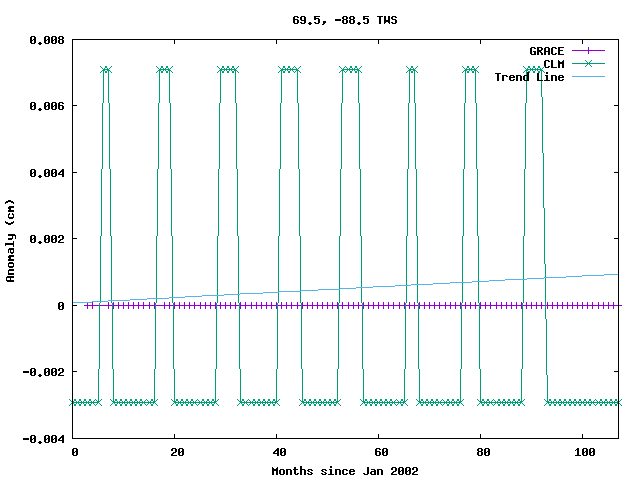 69.5, -88.5 TWS
GRACE
CLM
Trend Line
0.008
0.006
0.004
0.002
0
-0.002
-0.004
Anomaly (cm)
0 20 40 60 80 100
Months since Jan 2002